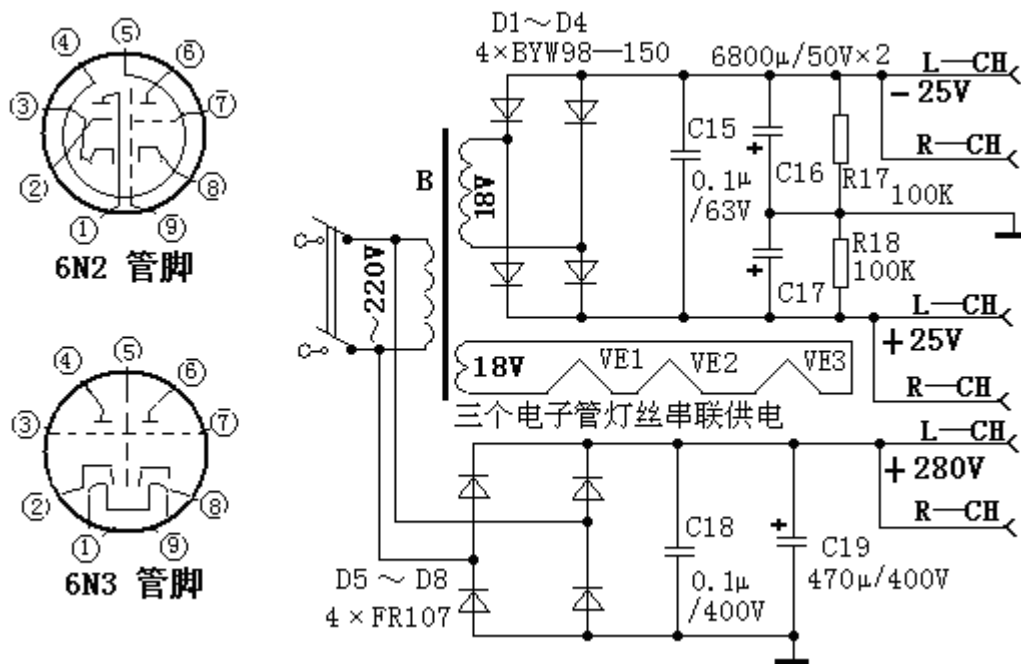 D1～D4
4×BYW98—150
6800μ/50V×2
L—CH
－25V
R—CH
④
⑤
⑥
③
⑦
②
⑧
①
⑨
6N2 管脚
B
18V
C15
0.1μ
/63V
C16
R17
100K
R18
100K
C17
～220V
L—CH
＋25V
R—CH
18V
VE1
VE2
VE3
三个电子管灯丝串联供电
④
⑤
⑥
③
⑦
②
⑧
①
⑨
6N3 管脚
L—CH
＋280V
R—CH
D5 ～ D8
4×FR107
C18
0.1μ
/400V
C19
470μ/400V